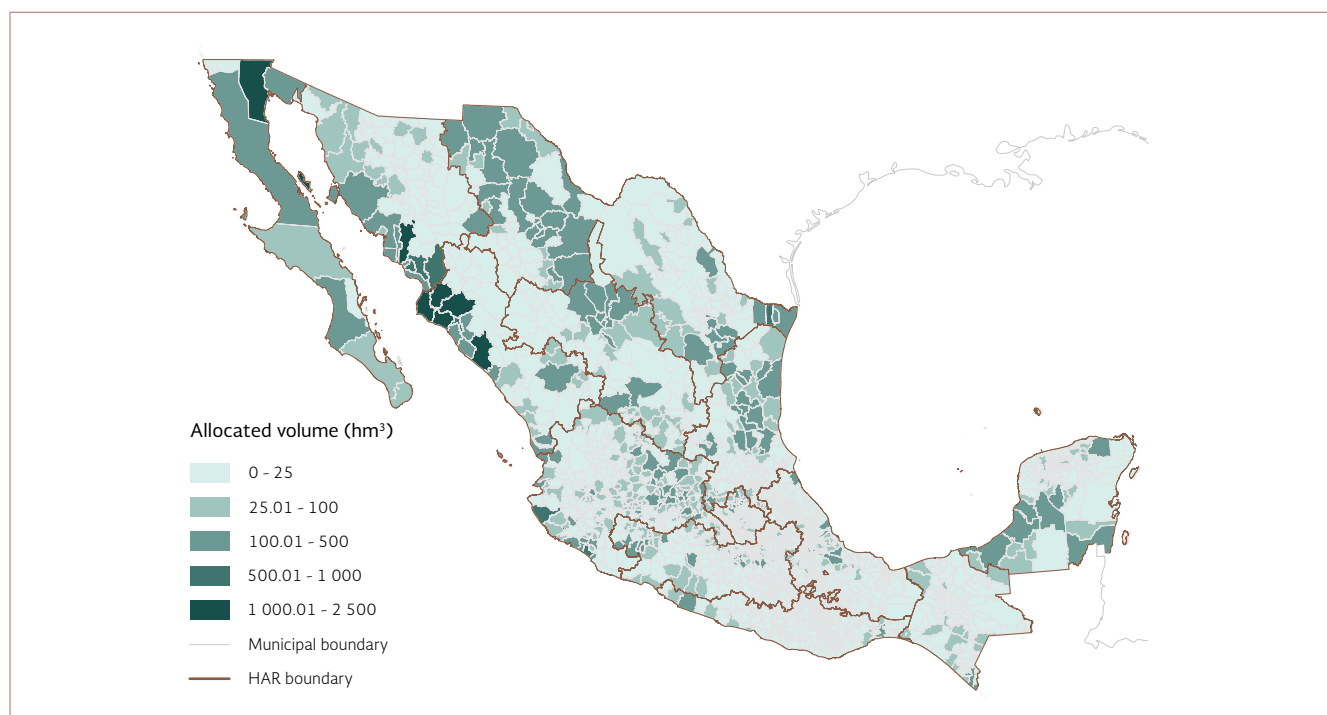 Allocated volume (hm³)
0 - 25
25.01 - 100
100.01 - 500
500.01 - 1 000
1 000.01 - 2 500
Municipal boundary
HAR boundary